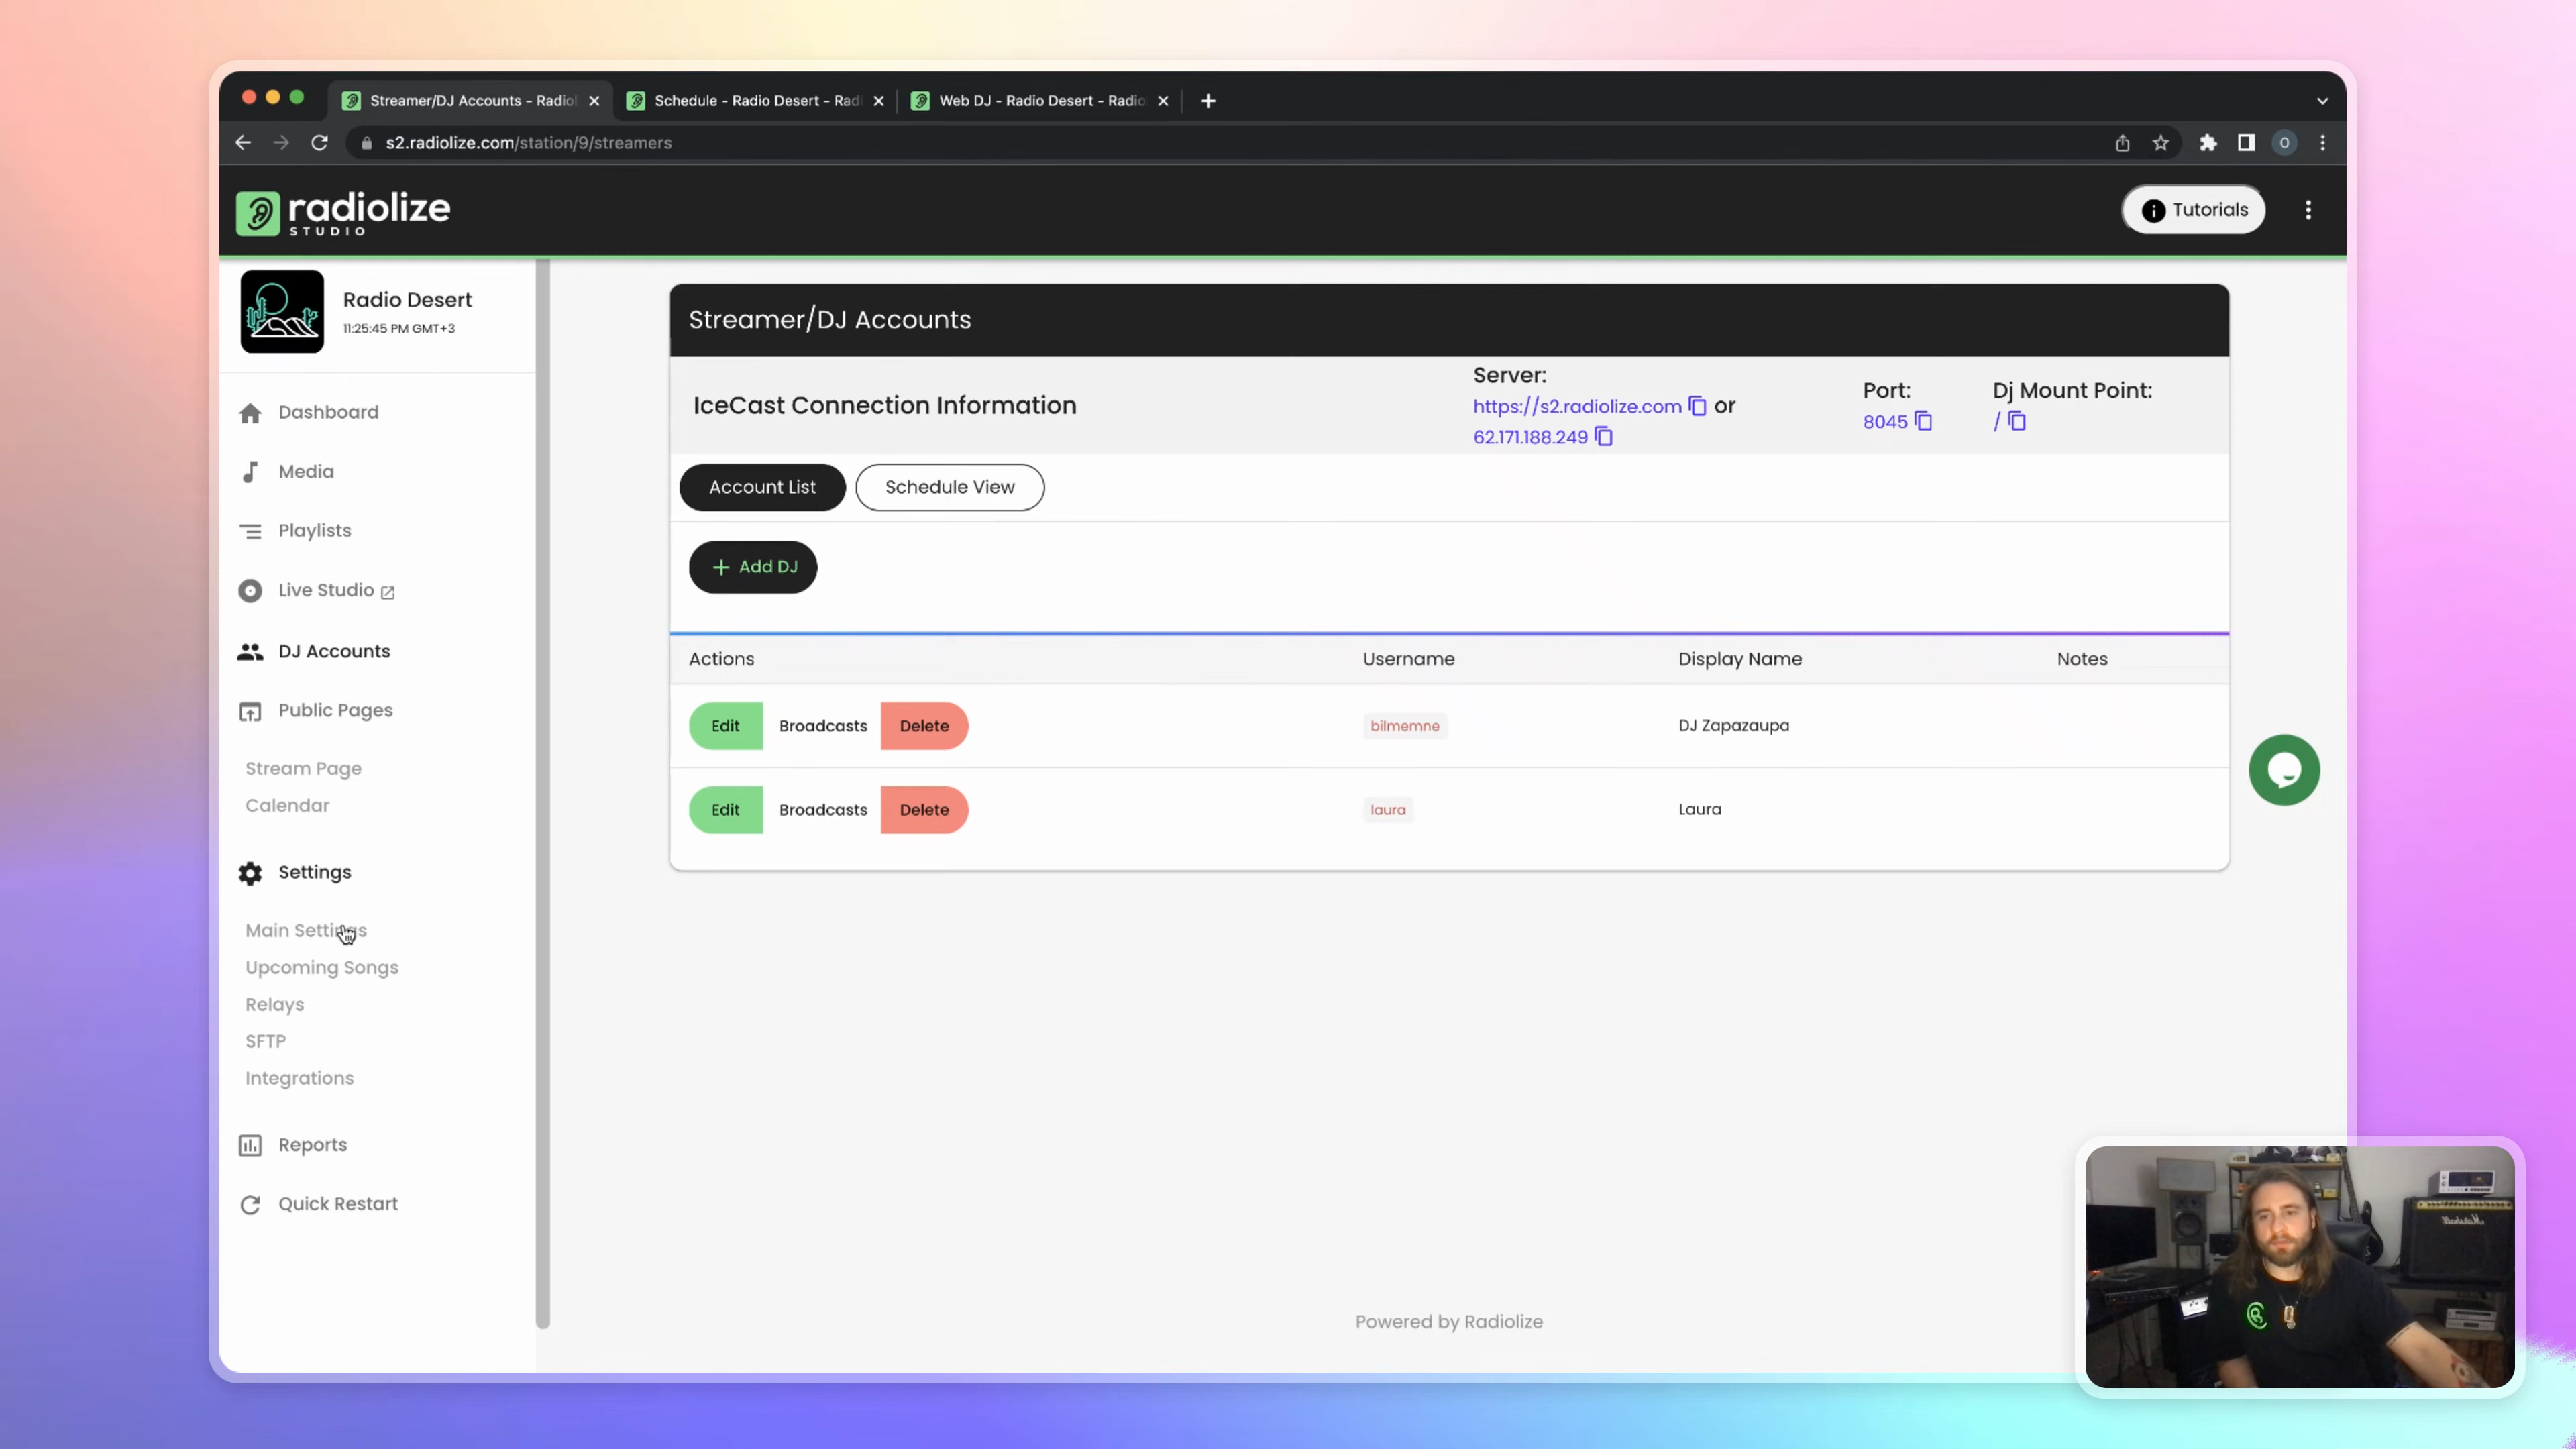 Streamer/DJ Accounts - Radiol
Schedule - Radio Desert - Radi
Web DJ - Radio Desert - Radio
s2.radiolize.com/station/9/streamers
O
radiolize
STUDIO
Tutorials
Radio Desert
11:25:45 PM GMT+3
Dashboard
Media
Playlists
Live Studio
DJ Accounts
Public Pages
Stream Page
Calendar
Settings
Main Settings
Upcoming Songs
Relays
SFTP
Integrations
Reports
Quick Restart
Streamer/DJ Accounts
IceCast Connection Information
Server:
https://s2.radiolize.com or
62.171.188.249
Port:
8045
Dj Mount Point:
/
Account List
Schedule View
+ Add DJ
Actions Username Display Name Notes
Edit Broadcasts Delete bilmemne DJ Zapazaupa
Edit Broadcasts Delete laura Laura
Powered by Radiolize
Marshall